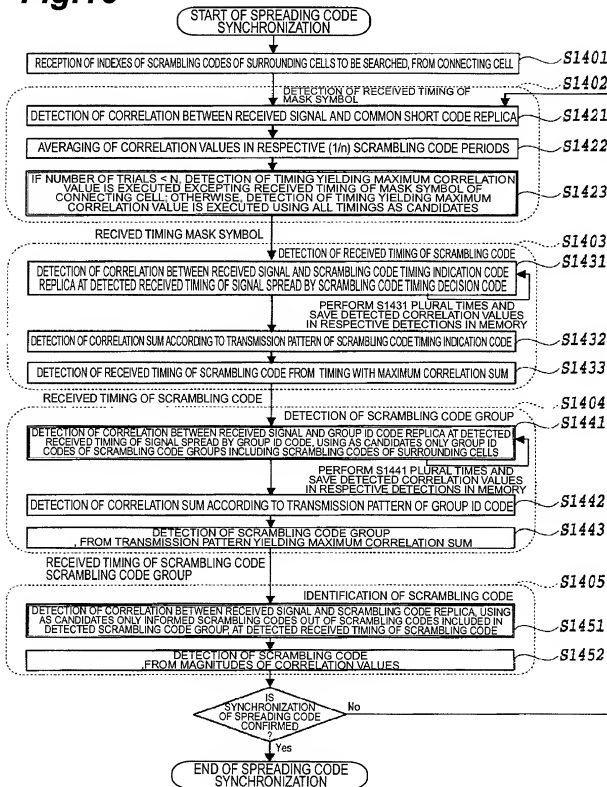 START OF SPREADING CODE
SYNCHRONIZATION
RECEPTION OF INDEXES OF SCRAMBLING CODES OF SURROUNDING CELLS TO BE SEARCHED, FROM CONNECTING CELL
S1401
S1402
DETECTION OF RECEIVED TIMING OF
MASK SYMBOL
DETECTION OF CORRELATION BETWEEN RECEIVED SIGNAL AND COMMON SHORT CODE REPLICA
S1421
AVERAGING OF CORRELATION VALUES IN RESPECTIVE (1/n) SCRAMBLING CODE PERIODS
S1422
IF NUMBER OF TRIALS < N, DETECTION OF TIMING YIELDING MAXIMUM CORRELATION
VALUE IS EXECUTED EXCEPTING RECEIVED TIMING OF MASK SYMBOL OF
CONNECTING CELL; OTHERWISE, DETECTION OF TIMING YIELDING MAXIMUM
CORRELATION VALUE IS EXECUTED USING ALL TIMINGS AS CANDIDATES
S1423
RECIVED TIMING MASK SYMBOL
S1403
DETECTION OF RECEIVED TIMING OF SCRAMBLING CODE
DETECTION OF CORRELATION BETWEEN RECEIVED SIGNAL AND SCRAMBLING CODE TIMING INDICATION CODE
REPLICA AT DETECTED RECEIVED TIMING OF SIGNAL SPREAD BY SCRAMBLING CODE TIMING DECISION CODE
S1431
PERFORM S1431 PLURAL TIMES AND
SAVE DETECTED CORRELATION VALUES
IN RESPECTIVE DETECTIONS IN MEMORY
DETECTION OF CORRELATION SUM ACCORDING TO TRANSMISSION PATTERN OF SCRAMBLING CODE TIMING INDICATION CODE
S1432
DETECTION OF RECEIVED TIMING OF SCRAMBLING CODE FROM TIMING WITH MAXIMUM CORRELATION SUM
S1433
RECEIVED TIMING OF SCRAMBLING CODE
S1404
DETECTION OF SCRAMBLING CODE GROUP
DETECTION OF CORRELATION BETWEEN RECEIVED SIGNAL AND GROUP ID CODE REPLICA AT DETECTED
RECEIVED TIMING OF SIGNAL SPREAD BY GROUP ID CODE, USING AS CANDIDATES ONLY GROUP ID
CODES OF SCRAMBLING CODE GROUPS INCLUDING SCRAMBLING CODES OF SURROUNDING CELLS
S1441
PERFORM S1441 PLURAL TIMES AND
SAVE DETECTED CORRELATION VALUES
IN RESPECTIVE DETECTIONS IN MEMORY
DETECTION OF CORRELATION SUM ACCORDING TO TRANSMISSION PATTERN OF GROUP ID CODE
S1442
DETECTION OF SCRAMBLING CODE GROUP
, FROM TRANSMISSION PATTERN YIELDING MAXIMUM CORRELATION SUM
S1443
RECEIVED TIMING OF SCRAMBLING CODE
SCRAMBLING CODE GROUP
S1405
IDENTIFICATION OF SCRAMBLING CODE
DETECTION OF CORRELATION BETWEEN RECEIVED SIGNAL AND SCRAMBLING CODE REPLICA, USING
AS CANDIDATES ONLY INFORMED SCRAMBLING CODES OUT OF SCRAMBLING CODES INCLUDED IN
DETECTED SCRAMBLING CODE GROUP, AT DETECTED RECEIVED TIMING OF SCRAMBLING CODE
S1451
DETECTION OF SCRAMBLING CODE
, FROM MAGNITUDES OF CORRELATION VALUES
S1452
IS
SYNCHRONIZATION
OF SPREADING CODE
CONFIRMED
?
No
Yes
END OF SPREADING CODE
SYNCHRONIZATION